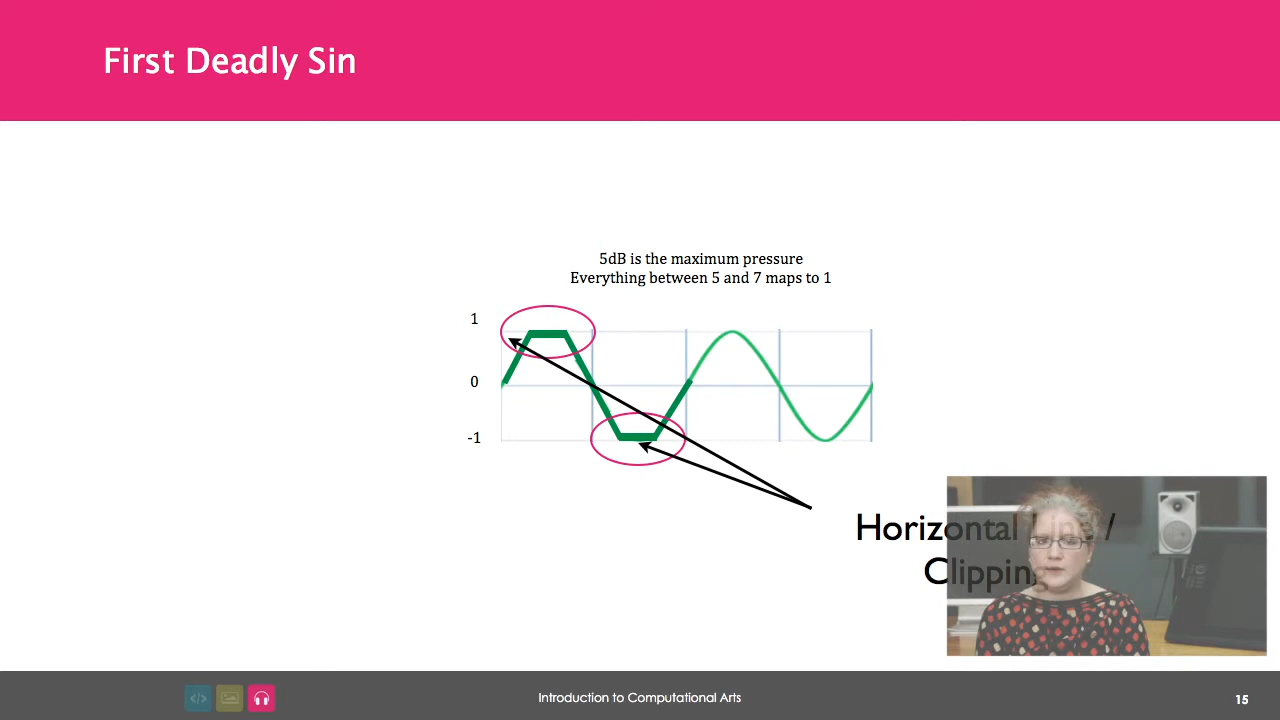 First Deadly Sin
5dB is the maximum pressure
Everything between 5 and 7 maps to 1
1
0
-1
Horizontal line /
Clipping
</> 
Introduction to Computational Arts
15